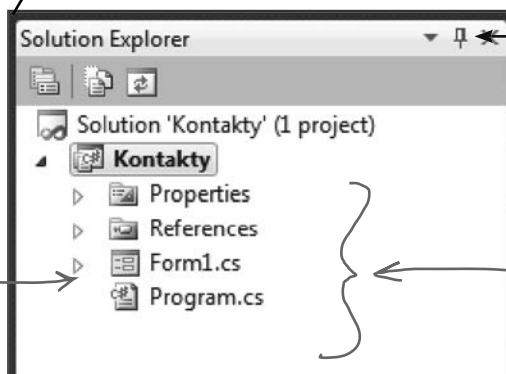 Solution Explorer
Solution 'Kontakty' (1 project)
Kontakty
Properties
References
Form1.cs
Program.cs